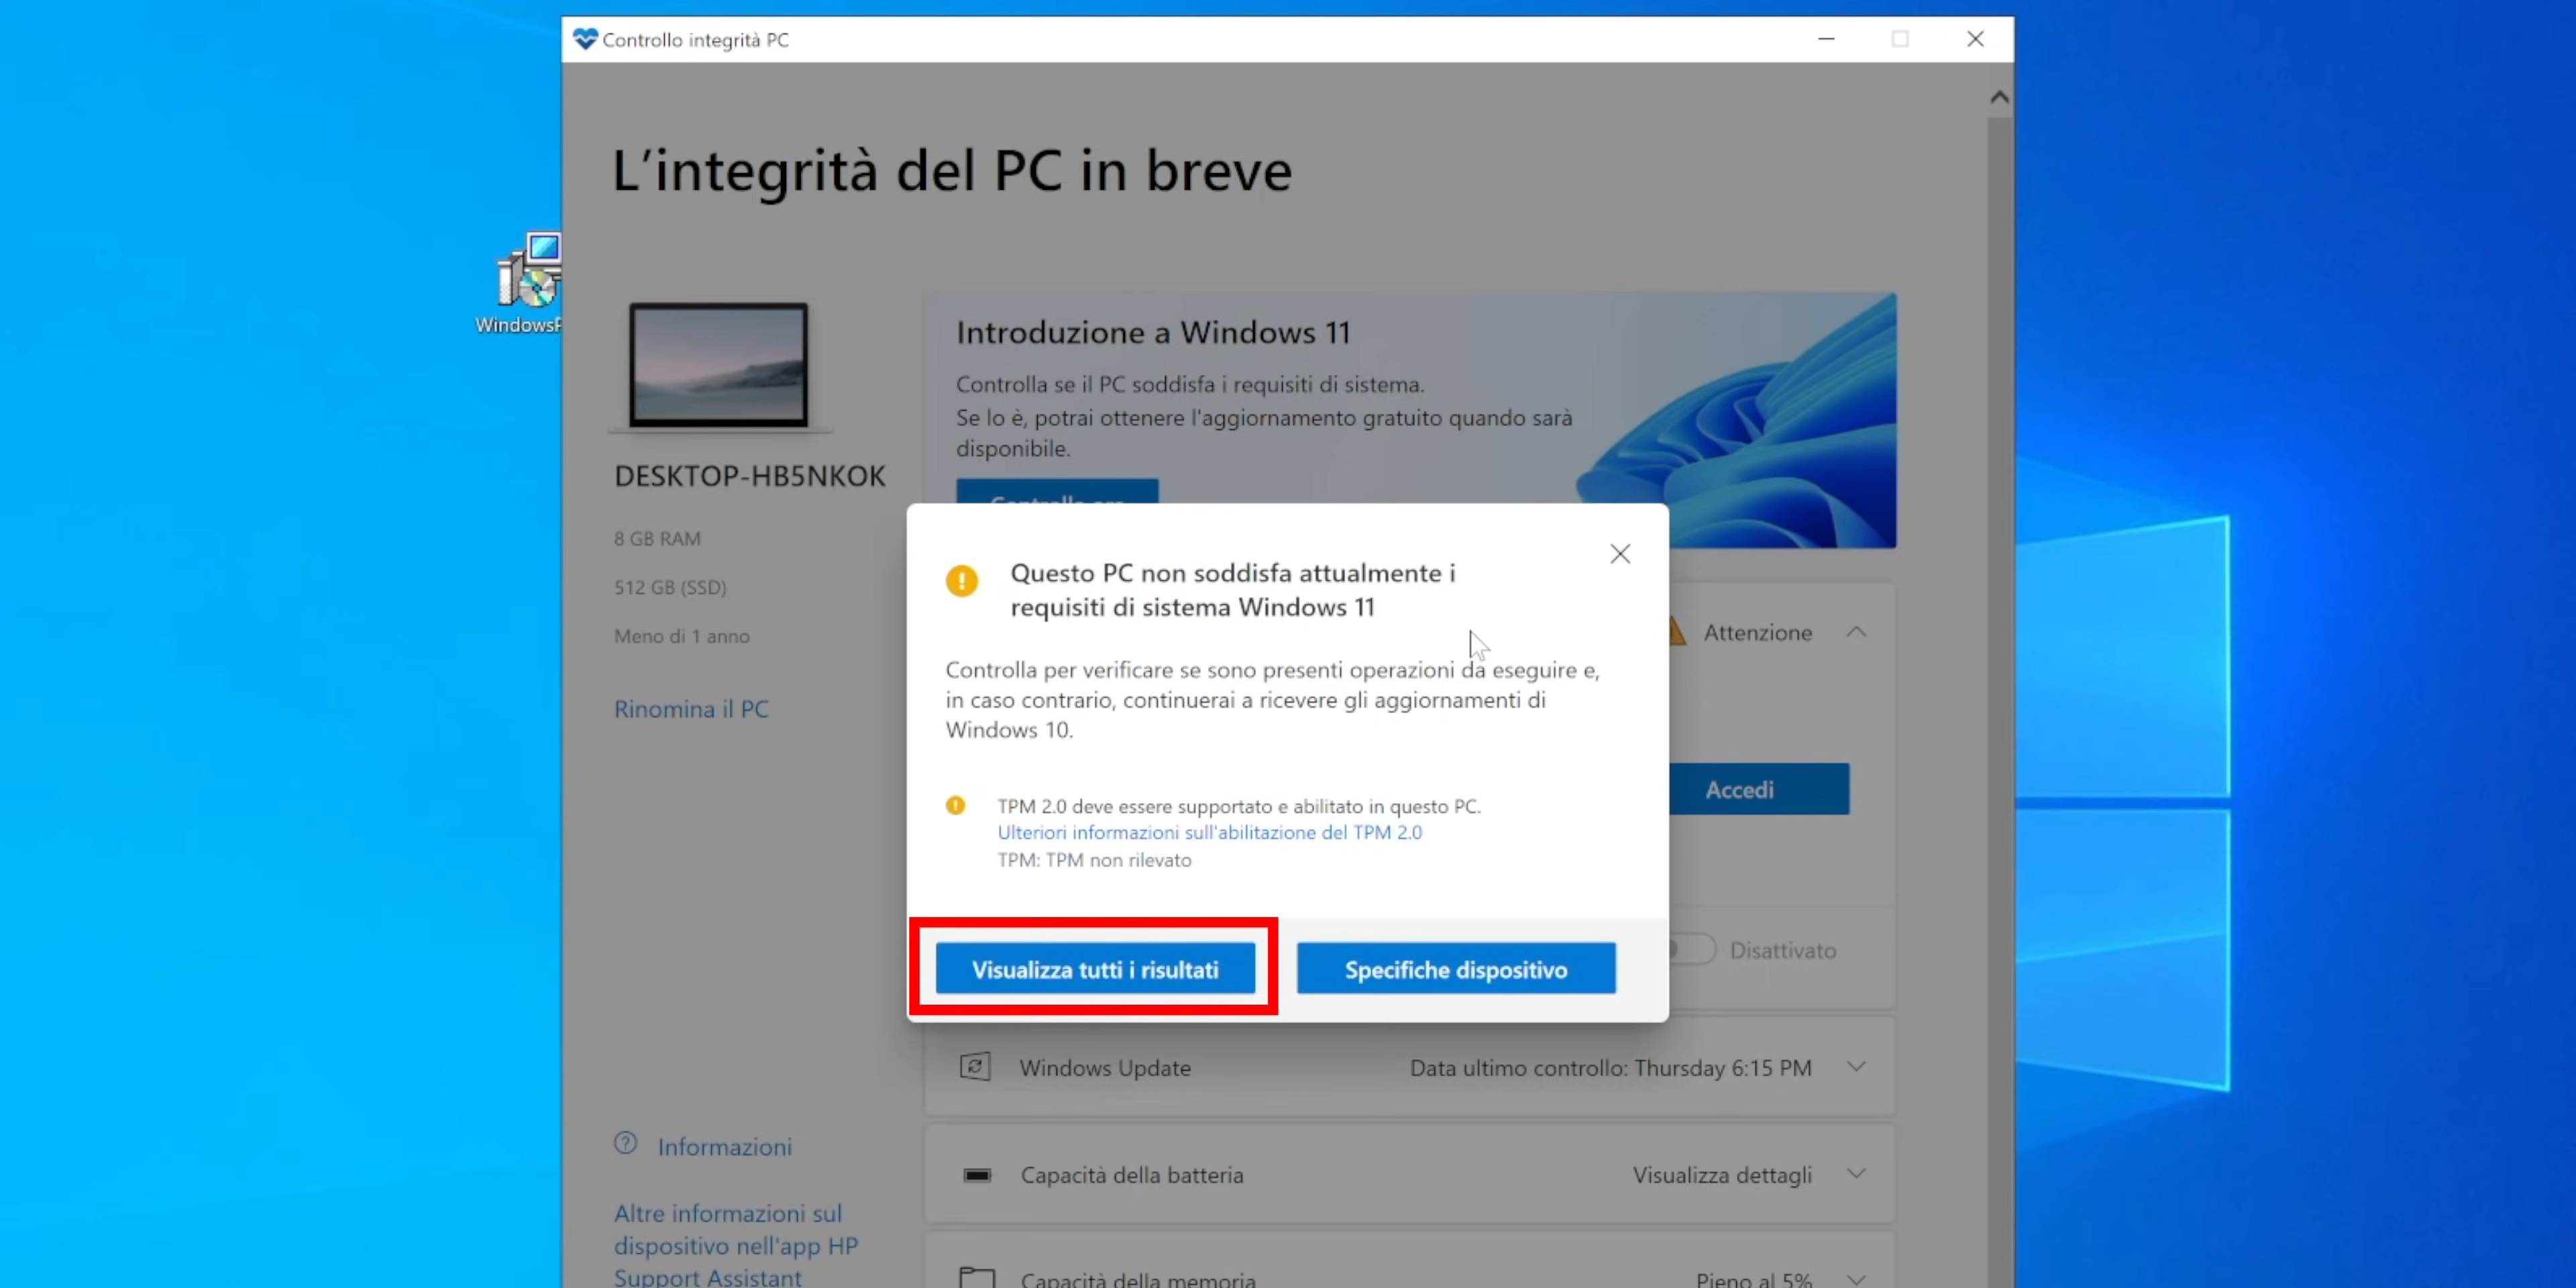 Controllo integrità PC
L'integrità del PC in breve
DESKTOP-HB5NKOK
8 GB RAM
512 GB (SSD)
Meno di 1 anno
Rinomina il PC
Introduzione a Windows 11
Controlla se il PC soddisfa i requisiti di sistema.
Se lo è, potrai ottenere l'aggiornamento gratuito quando sarà
disponibile.
Questo PC non soddisfa attualmente i
requisiti di sistema Windows 11
Controlla per verificare se sono presenti operazioni da eseguire e,
in caso contrario, continuerai a ricevere gli aggiornamenti di
Windows 10.
TPM 2.0 deve essere supportato e abilitato in questo PC.
Ulteriori informazioni sull'abilitazione del TPM 2.0
TPM: TPM non rilevato
Visualizza tutti i risultati
Specifiche dispositivo
Attenzione
Accedi
Disattivato
Windows Update
Data ultimo controllo: Thursday 6:15 PM
Capacità della batteria
Visualizza dettagli
Capacità della memoria
Pieno al 5%
Informazioni
Altre informazioni sul
dispositivo nell'app HP
Support Assistant